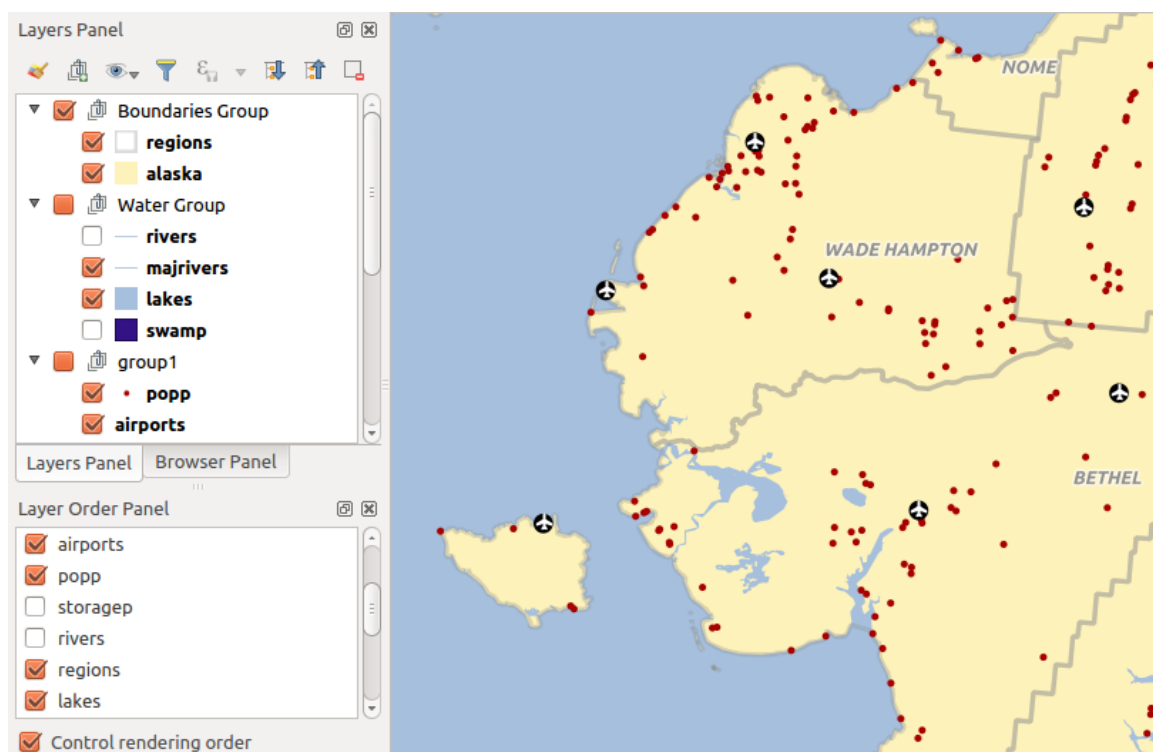 Layers Panel
Boundaries Group
regions
alaska
Water Group
rivers
majrivers
lakes
swamp
group1
popp
airports
Layers Panel
Browser Panel
Layer Order Panel
airports
popp
storagep
rivers
regions
lakes
Control rendering order
NOME
WADE HAMPTON
BETHEL